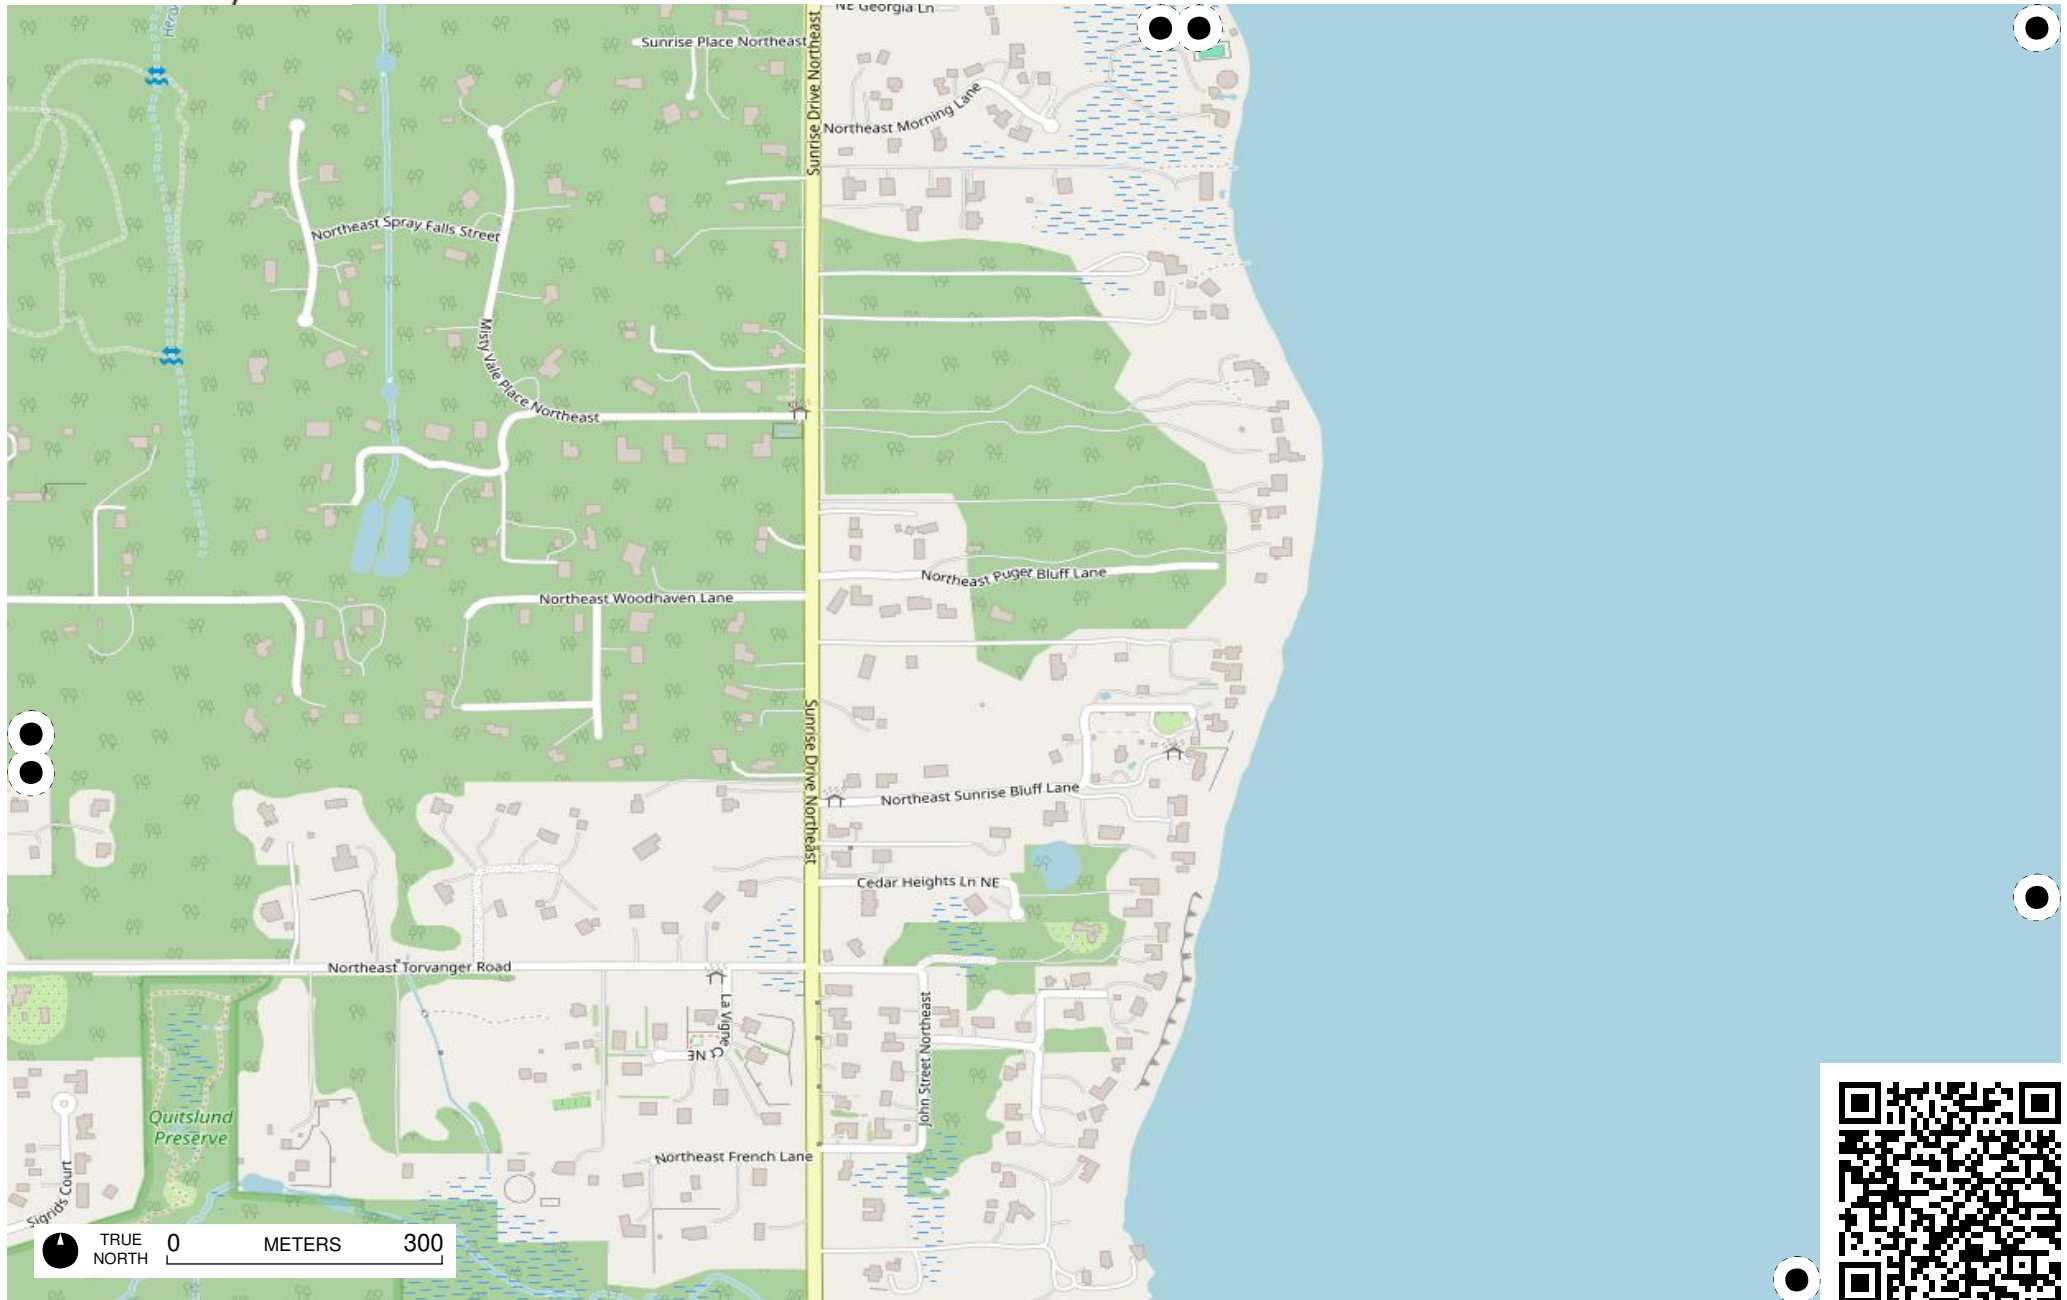 NE Georgia Ln
Sunrise Place Northeast
Sunrise Drive Northeast
Northeast Morning Lane
Northeast Spray Falls Street
Misty Vale Place Northeast
Northeast Puget Bluff Lane
Northeast Woodhaven Lane
Sunrise Drive Northeast
Northeast Sunrise Bluff Lane
Cedar Heights Ln NE
Northeast Torvanger Road
La Vigne Ct
NE
John Street Northeast
Quitslund
Preserve
Northeast French Lane
Sigrids Court
TRUE
NORTH
0 METERS 300